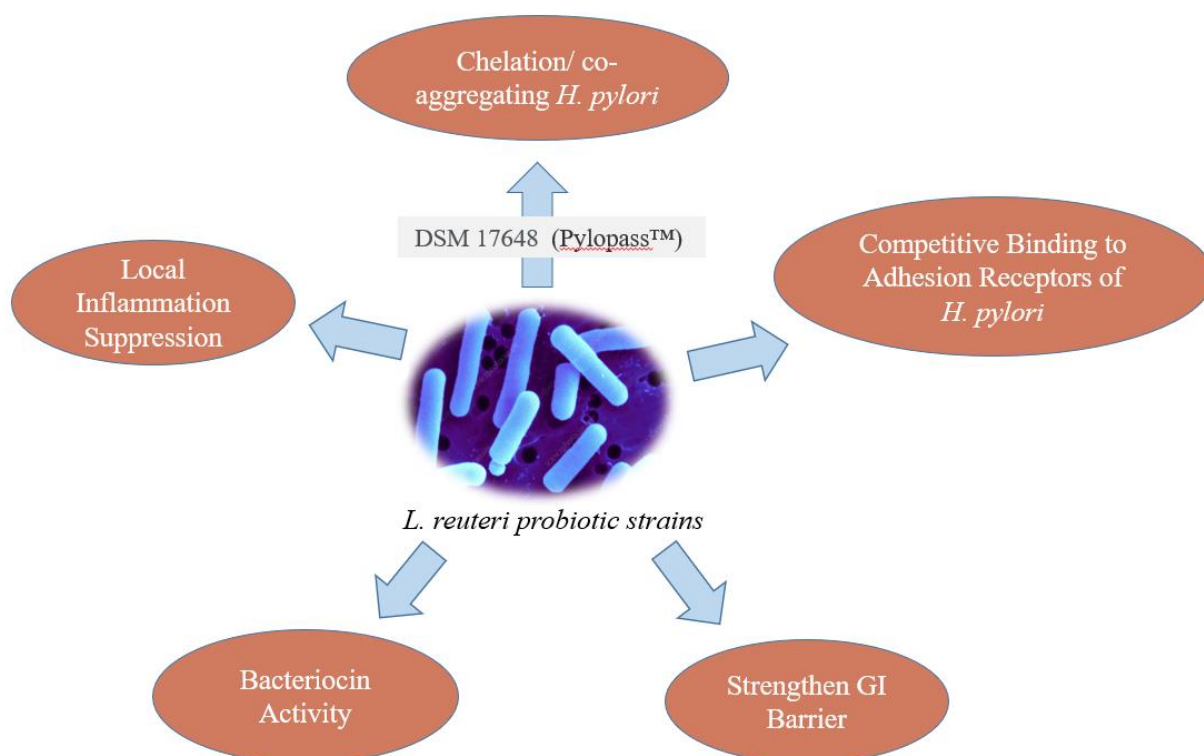 Chelation/ co-
aggregating H. pylori
DSM 17648 (Pylopass™)
Local
Inflammation
Suppression
Competitive Binding to
Adhesion Receptors of
H. pylori
L. reuteri probiotic strains
Bacteriocin
Activity
Strengthen GI
Barrier